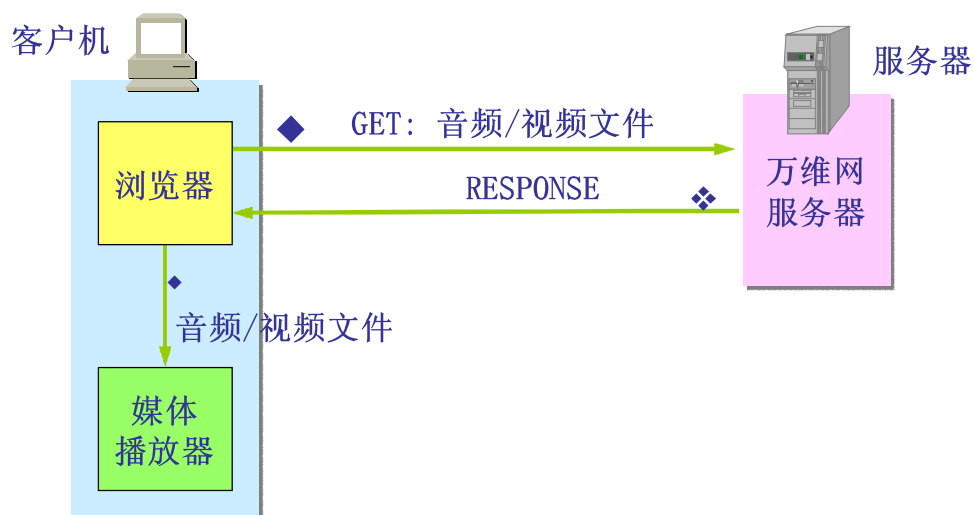 客户机
服务器
GET: 音频/视频文件
浏览器
RESPONSE
万维网
服务器
音频/视频文件
媒体
播放器